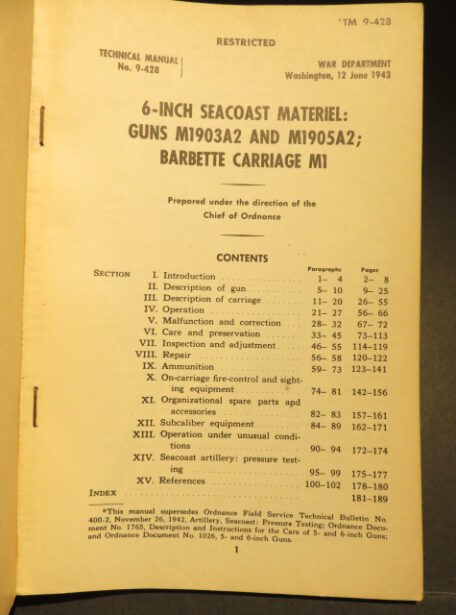 *TM 9-428
RESTRICTED
TECHNICAL MANUAL
No. 9-428
WAR DEPARTMENT
Washington, 12 June 1943
6-INCH SEACOAST MATERIEL:
GUNS M1903A2 AND M1905A2;
BARBETTE CARRIAGE M1
Prepared under the direction of the
Chief of Ordnance
CONTENTS
Paragraphs Pages
SECTION I. Introduction 1– 4 2– 8
II. Description of gun 5– 10 9– 25
III. Description of carriage 11– 20 26– 55
IV. Operation 21– 27 56– 66
V. Malfunction and correction 28– 32 67– 72
VI. Care and preservation 33– 45 73–113
VII. Inspection and adjustment 46– 55 114–119
VIII. Repair 56– 58 120–122
IX. Ammunition 59– 73 123–141
X. On-carriage fire-control and sight-
ing equipment 74– 81 142–156
XI. Organizational spare parts and
accessories 82– 83 157–161
XII. Subcaliber equipment 84– 89 162–171
XIII. Operation under unusual condi-
tions 90– 94 172–174
XIV. Seacoast artillery: pressure test-
ing 95– 99 175–177
XV. References 100–102 178–180
INDEX 181–189
*This manual supersedes Ordnance Field Service Technical Bulletin No.
400-2, November 26, 1942, Artillery, Seacoast: Pressure Testing; Ordnance Docu-
ment No. 1765, Description and Instructions for the Care of 5- and 6-inch Guns;
and Ordnance Document No. 1026, 5- and 6-inch Guns.
1